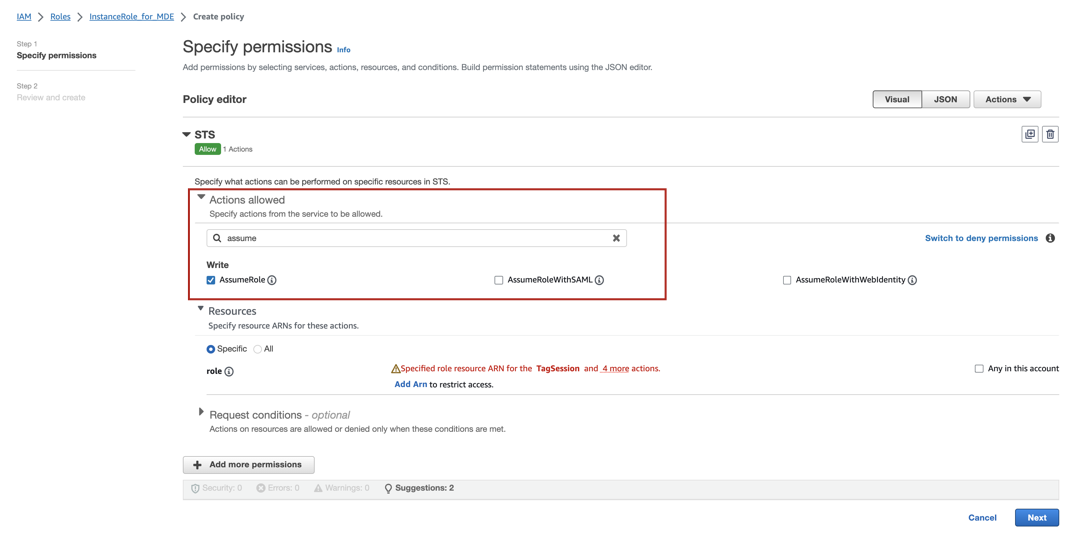 IAM > Roles > InstanceRole_for_MDE > Create policy
Step 1
Specify permissions
Step 2
Review and create
Specify permissions Info
Add permissions by selecting services, actions, resources, and conditions. Build permission statements using the JSON editor.
Policy editor
Visual JSON Actions
STS
Allow 1 Actions
Specify what actions can be performed on specific resources in STS.
Actions allowed
Specify actions from the service to be allowed.
assume
Switch to deny permissions
Write
AssumeRole AssumeRoleWithSAML AssumeRoleWithWebIdentity
Resources
Specify resource ARNs for these actions.
Specific All
role Specified role resource ARN for the TagSession and 4 more actions. Any in this account
Add Arn to restrict access.
Request conditions - optional
Actions on resources are allowed or denied only when these conditions are met.
Add more permissions
Security: 0 Errors: 0 Warnings: 0 Suggestions: 2
Cancel Next